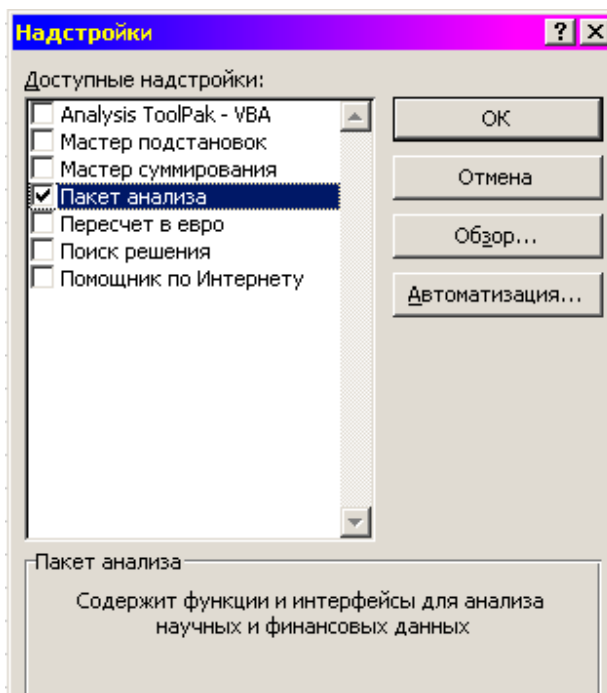 Надстройки
Доступные надстройки:
Analysis ToolPak - VBA
Мастер подстановок
Мастер суммирования
Пакет анализа
Пересчет в евро
Поиск решения
Помощник по Интернету
ОК
Отмена
Обзор...
Автоматизация...
Пакет анализа
Содержит функции и интерфейсы для анализа
научных и финансовых данных